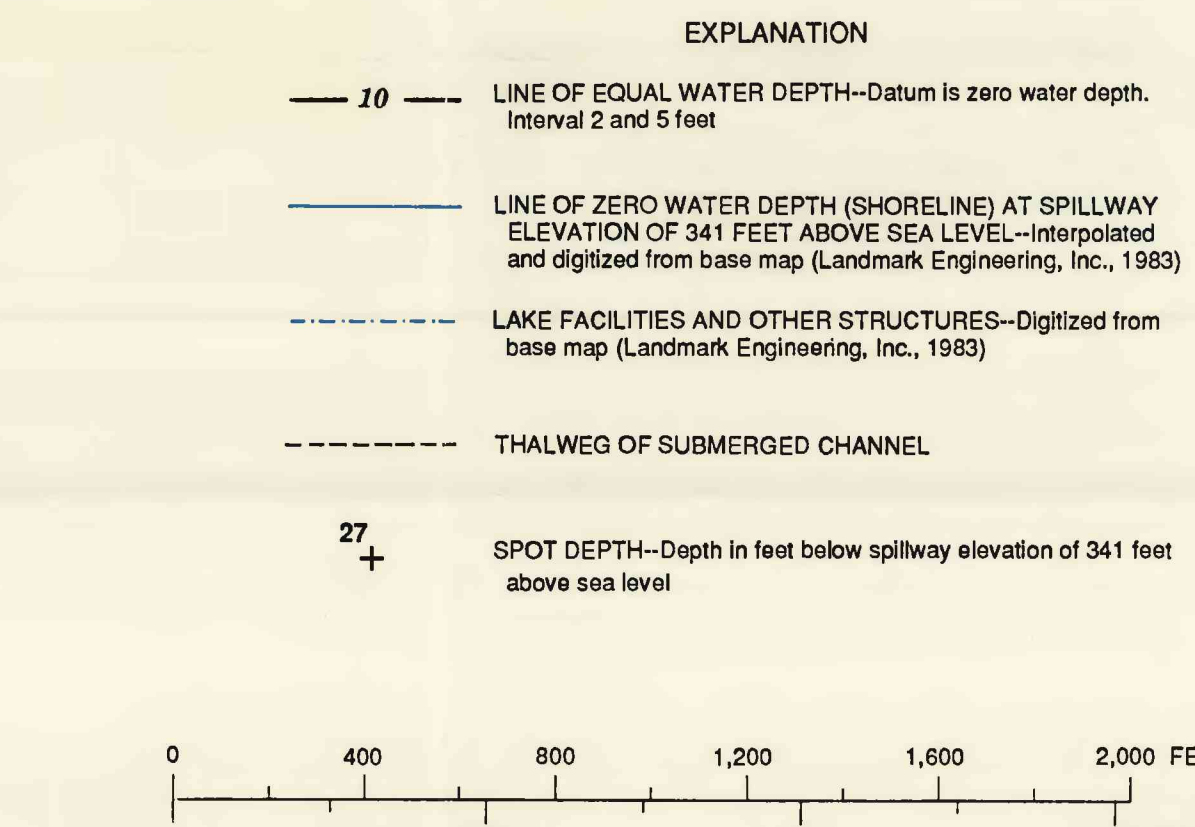 EXPLANATION
10
LINE OF EQUAL WATER DEPTH--Datum is zero water depth.
Interval 2 and 5 feet
LINE OF ZERO WATER DEPTH (SHORELINE) AT SPILLWAY
ELEVATION OF 341 FEET ABOVE SEA LEVEL--Interpolated
and digitized from base map (Landmark Engineering, Inc., 1983)
LAKE FACILITIES AND OTHER STRUCTURES--Digitized from
base map (Landmark Engineering, Inc., 1983)
THALWEG OF SUBMERGED CHANNEL
27
SPOT DEPTH--Depth in feet below spillway elevation of 341 feet
above sea level
0 400 800 1,200 1,600 2,000 FE